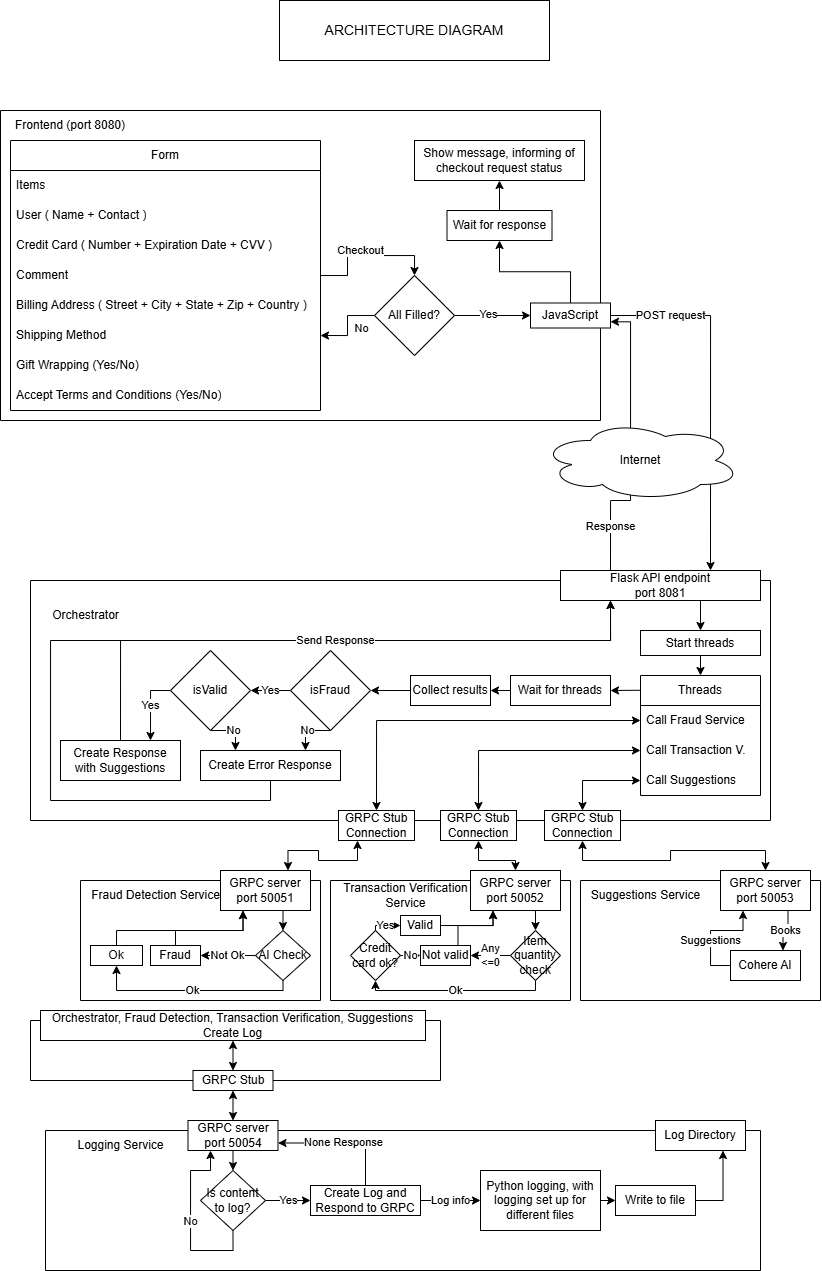 ARCHITECTURE DIAGRAM
Frontend (port 8080)
Form
Items
User ( Name + Contact )
Credit Card ( Number + Expiration Date + CVV )
Comment
Billing Address ( Street + City + State + Zip + Country )
Shipping Method
Gift Wrapping (Yes/No)
Accept Terms and Conditions (Yes/No)
Checkout
All Filled?
No
Yes
Show message, informing of
checkout request status
Wait for response
JavaScript
POST request
Internet
Response
Flask API endpoint
port 8081
Orchestrator
Send Response
Start threads
Threads
Call Fraud Service
Call Transaction V.
Call Suggestions
Wait for threads
Collect results
isFraud
Yes
isValid
Yes
No
No
Create Response
with Suggestions
Create Error Response
GRPC Stub
Connection
GRPC Stub
Connection
GRPC Stub
Connection
Fraud Detection Service
GRPC server
port 50051
Ok
Fraud
Not Ok
AI Check
Ok
Transaction Verification
Service
GRPC server
port 50052
Yes
Valid
Credit
card ok?
No
Not valid
Any
<=0
Item
quantity
check
Ok
Suggestions Service
GRPC server
port 50053
Suggestions
Books
Cohere AI
Orchestrator, Fraud Detection, Transaction Verification, Suggestions
Create Log
GRPC Stub
Logging Service
GRPC server
port 50054
None Response
Log Directory
Is content
to log?
No
Yes
Create Log and
Respond to GRPC
Log info
Python logging, with
logging set up for
different files
Write to file